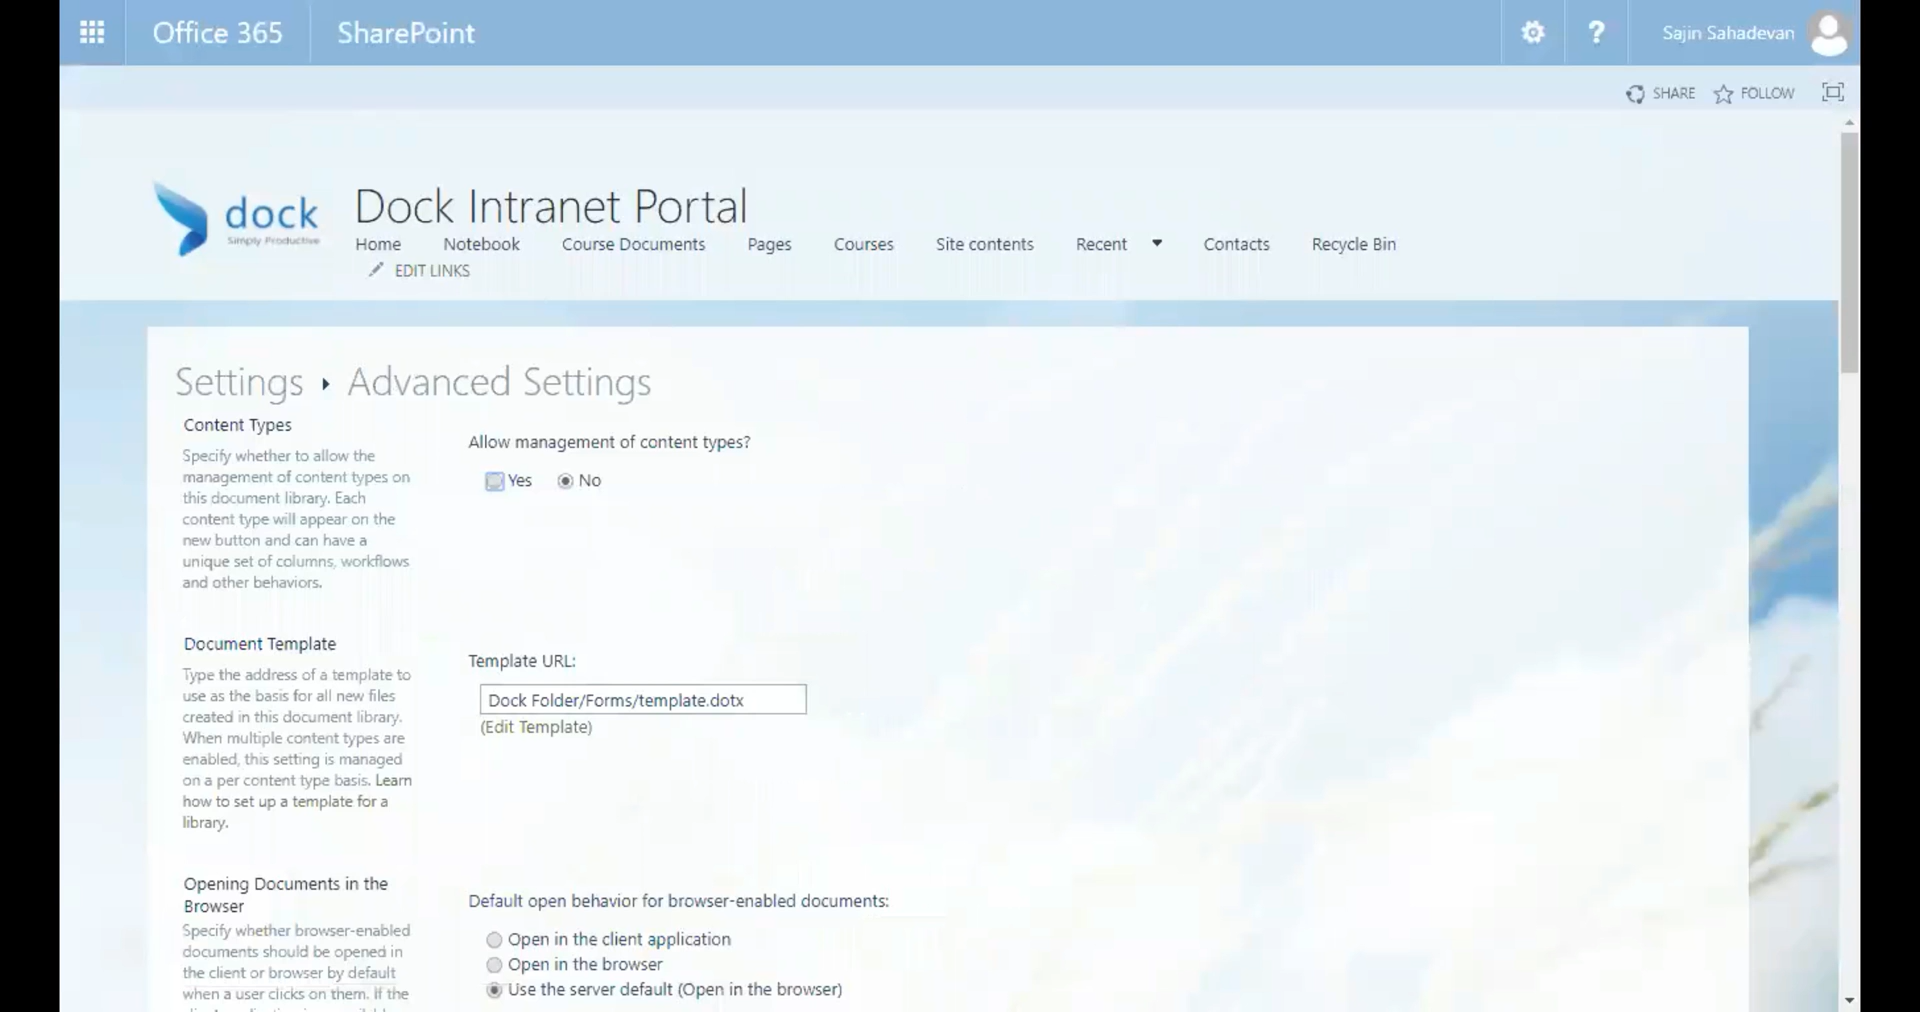 Office 365
SharePoint
?
Sajin Sahadevan
SHARE
FOLLOW
dock
Simply Productive
Dock Intranet Portal
Home
Notebook
Course Documents
Pages
Courses
Site contents
Recent
Contacts
Recycle Bin
EDIT LINKS
Settings
Advanced Settings
Content Types
Specify whether to allow the
management of content types on
this document library. Each
content type will appear on the
new button and can have a
unique set of columns, workflows
and other behaviors.
Allow management of content types?
Yes
No
Document Template
Type the address of a template to
use as the basis for all new files
created in this document library.
When multiple content types are
enabled, this setting is managed
on a per content type basis. Learn
how to set up a template for a
library.
Template URL:
Dock Folder/Forms/template.dotx
(Edit Template)
Opening Documents in the
Browser
Specify whether browser-enabled
documents should be opened in
the client or browser by default
when a user clicks on them. If the
Default open behavior for browser-enabled documents:
Open in the client application
Open in the browser
Use the server default (Open in the browser)